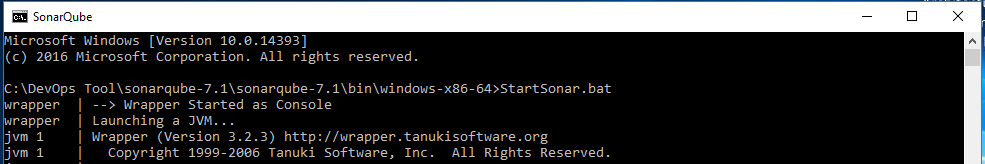 SonarQube
Microsoft Windows [Version 10.0.14393]
(c) 2016 Microsoft Corporation. All rights reserved.
C:\DevOps Tool\sonarqube-7.1\sonarqube-7.1\bin\windows-x86-64>StartSonar.bat
wrapper  | --> Wrapper Started as Console
wrapper  | Launching a JVM...
jvm 1    | Wrapper (Version 3.2.3) http://wrapper.tanukisoftware.org
jvm 1    |   Copyright 1999-2006 Tanuki Software, Inc.  All Rights Reserved.